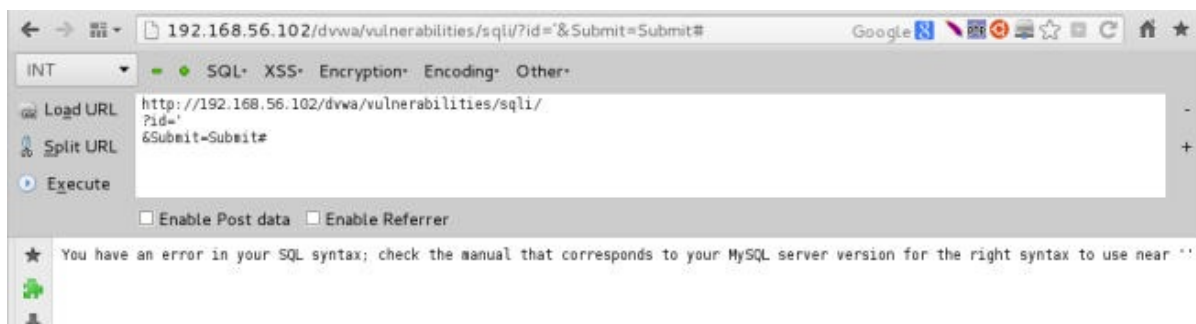 192.168.56.102/dvwa/vulnerabilities/sqli/?id='&Submit=Submit#
Google
INT
SQL- XSS- Encryption- Encoding- Other-
Load URL
Split URL
Execute
http://192.168.56.102/dvwa/vulnerabilities/sqli/
?id='
&Submit=Submit#
Enable Post data Enable Referrer
You have an error in your SQL syntax; check the manual that corresponds to your MySQL server version for the right syntax to use near ''